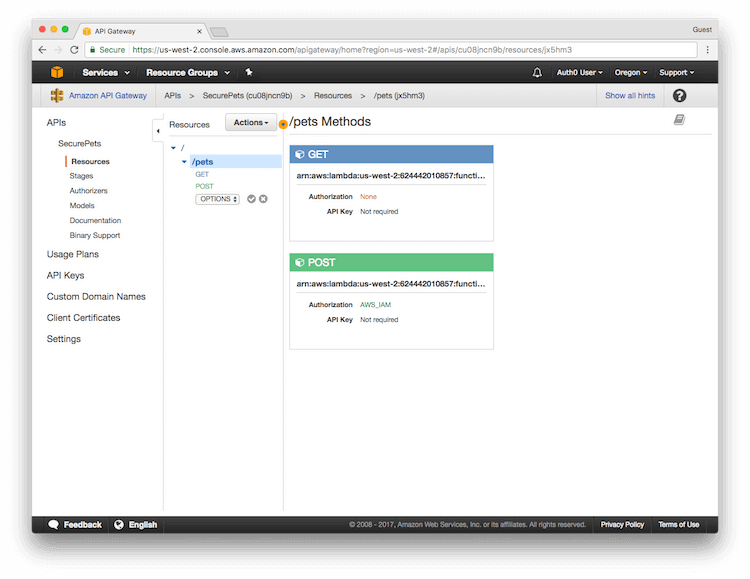 API Gateway
Guest
Secure https://us-west-2.console.aws.amazon.com/apigateway/home?region=us-west-2#/apis/cu08jncn9b/resources/jx5hm3
Services Resource Groups Auth0 User Oregon Support
Amazon API Gateway APIs > SecurePets (cu08jncn9b) > Resources > /pets (jx5hm3) Show all hints ?
APIs
SecurePets
Resources
Stages
Authorizers
Models
Documentation
Binary Support
Usage Plans
API Keys
Custom Domain Names
Client Certificates
Settings
Resources Actions
/
/pets
GET
POST
OPTIONS
/pets Methods
GET
arn:aws:lambda:us-west-2:624442010857:functi...
Authorization None
API Key Not required
POST
arn:aws:lambda:us-west-2:624442010857:functi...
Authorization AWS_IAM
API Key Not required
Feedback English © 2008 - 2017, Amazon Web Services, Inc. or its affiliates. All rights reserved. Privacy Policy Terms of Use